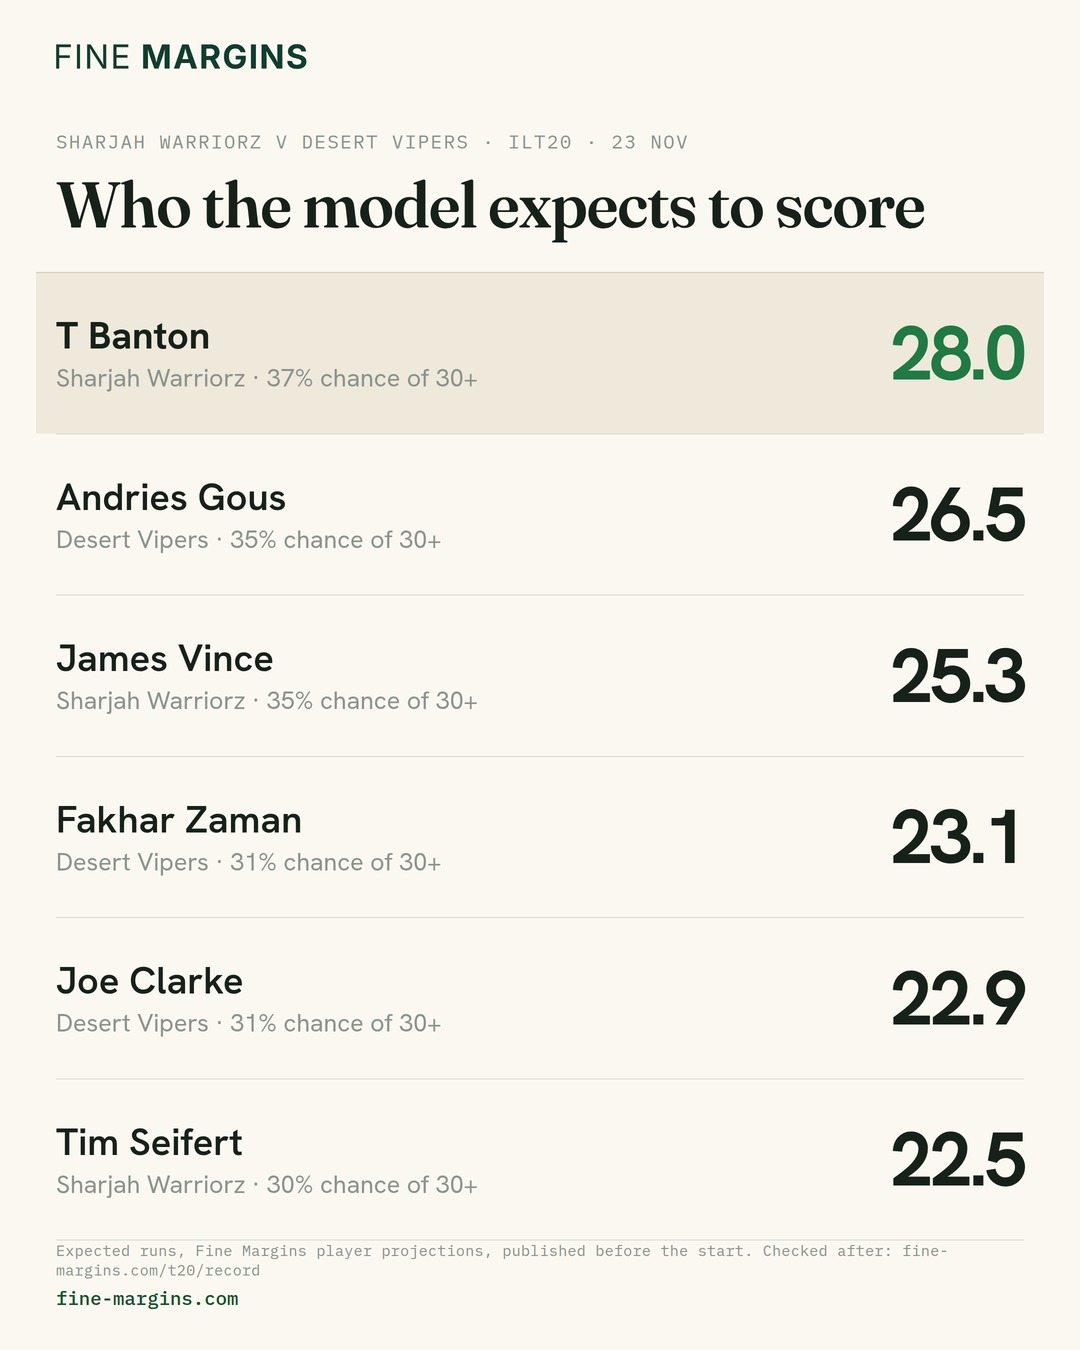 FINE MARGINS
SHARJAH WARRIORZ V DESERT VIPERS · ILT20 · 23 NOV
Who the model expects to score
T Banton
28.0
Sharjah Warriorz · 37% chance of 30+
Andries Gous
26.5
Desert Vipers · 35% chance of 30+
James Vince
25.3
Sharjah Warriorz · 35% chance of 30+
Fakhar Zaman
23.1
Desert Vipers · 31% chance of 30+
Joe Clarke
22.9
Desert Vipers · 31% chance of 30+
Tim Seifert
22.5
Sharjah Warriorz · 30% chance of 30+
Expected runs, Fine Margins player projections, published before the start. Checked after: fine-
margins.com/t20/record
fine-margins.com